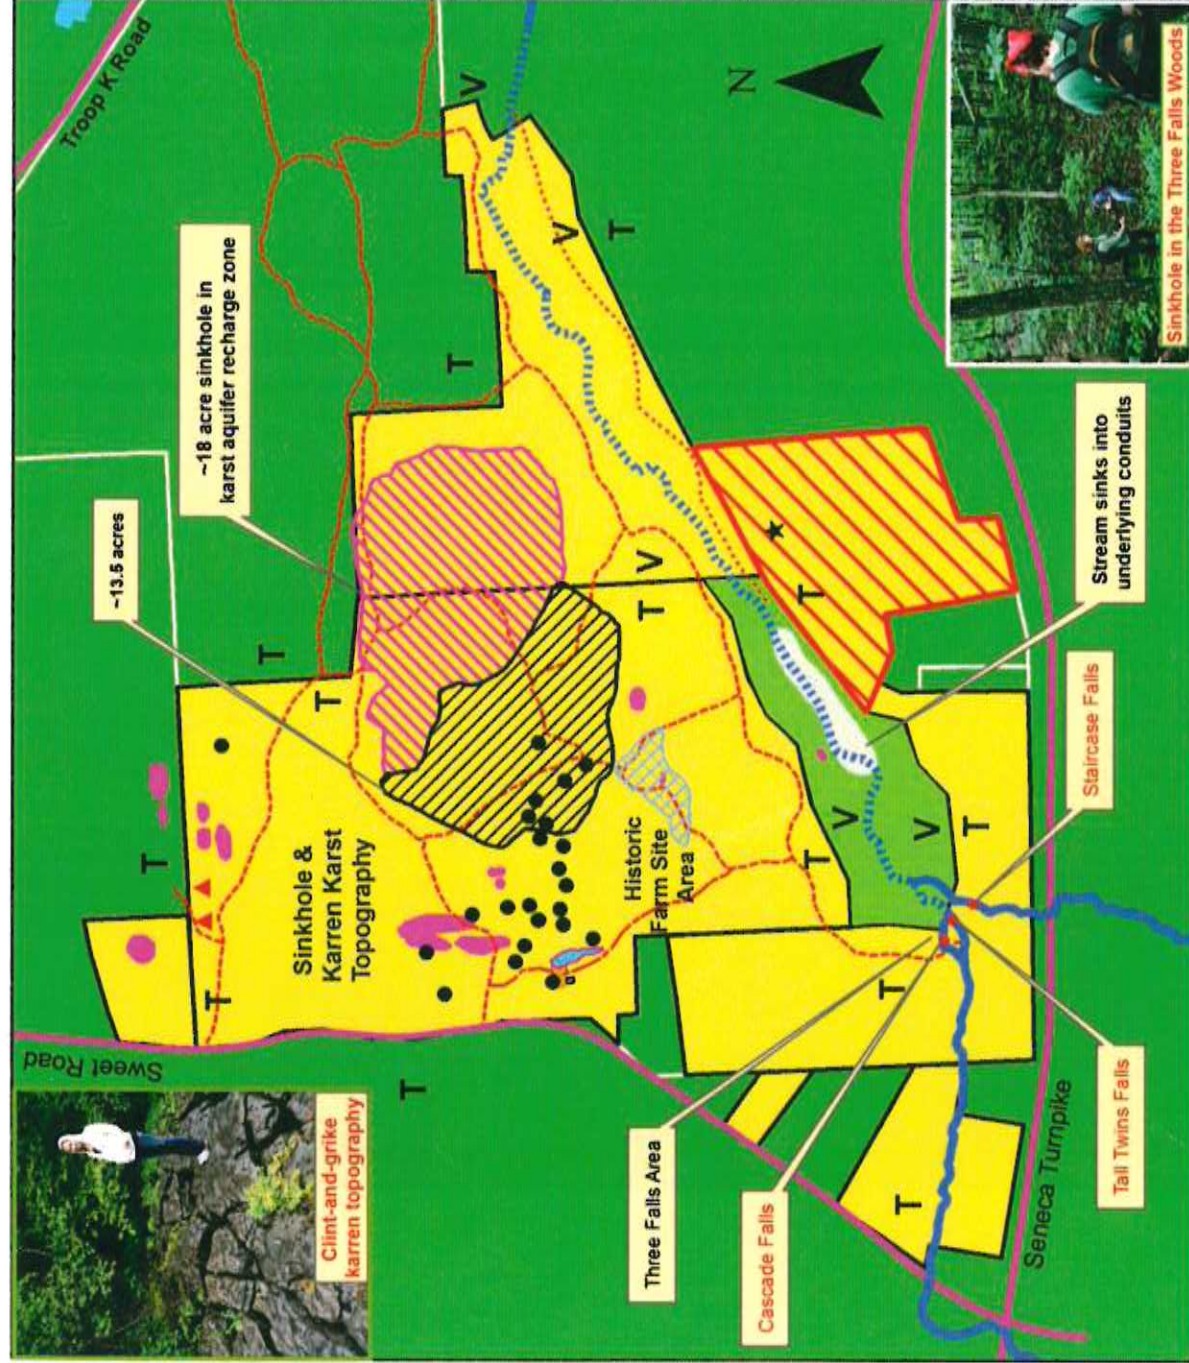 Clint-and-grike
karren topography
Sweet Road
Troop K Road
~13.5 acres
~18 acre sinkhole in
karst aquifer recharge zone
T
T
T
T
Sinkhole &
Karren Karst
Topography
T
T
V
V
T
Historic
Farm Site
Area
T
V
N
Three Falls Area
Cascade Falls
T
T
V
T
T
V
T
Seneca Turnpike
Tall Twins Falls
Staircase Falls
Stream sinks into
underlying conduits
Sinkhole in the Three Falls Woods